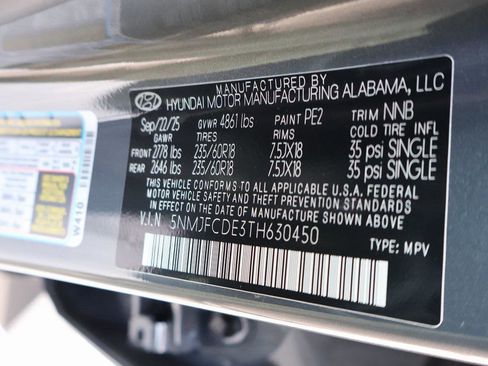 MANUFACTURED BY
HYUNDAI MOTOR MANUFACTURING ALABAMA, LLC
Sep/22/25 GVWR 4861 lbs PAINT PE2 TRIM NNB
GAWR TIRES RIMS COLD TIRE INFL
FRONT 2778 lbs 235/60R18 7.5JX18 35 psi SINGLE
REAR 2646 lbs 235/60R18 7.5JX18 35 psi SINGLE
THIS VEHICLE CONFORMS TO ALL APPLICABLE U.S.A. FEDERAL
MOTOR VEHICLE SAFETY AND THEFT PREVENTION STANDARDS
IN EFFECT ON THE DATE OF MANUFACTURE SHOWN ABOVE.
V.I.N 5NMJFCDE3TH630450
TYPE: MPV
W410